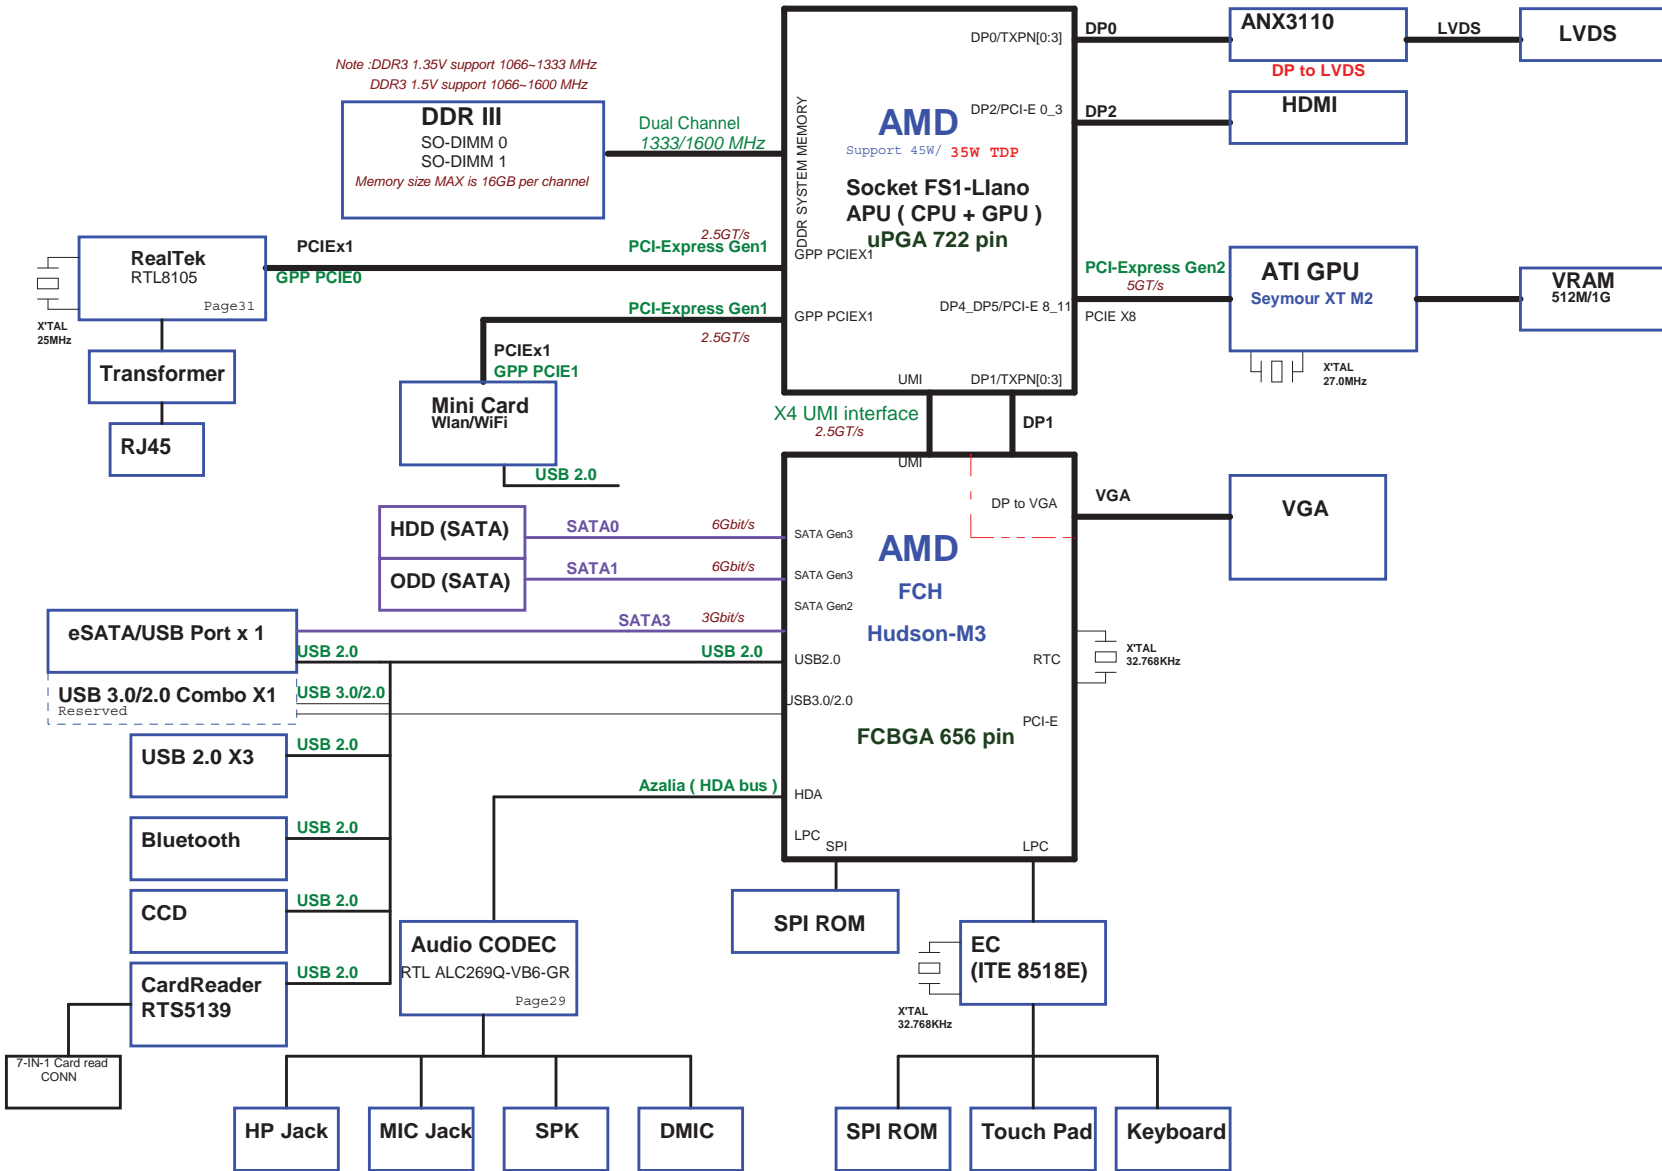 DP0/TXPN[0:3]
DP0
ANX3110
LVDS
LVDS
DP to LVDS
Note :DDR3 1.35V support 1066~1333 MHz
DDR3 1.5V support 1066~1600 MHz
DDR III
SO-DIMM 0
SO-DIMM 1
Memory size MAX is 16GB per channel
Dual Channel
1333/1600 MHz
DDR SYSTEM MEMORY
AMD
Support 45W/ 35W TDP
Socket FS1-Llano
APU ( CPU + GPU )
uPGA 722 pin
DP2/PCI-E 0_3
DP2
HDMI
RealTek
RTL8105
Page31
X'TAL
25MHz
PCIEx1
GPP PCIE0
2.5GT/s
PCI-Express Gen1
GPP PCIEX1
PCI-Express Gen1
2.5GT/s
GPP PCIEX1
PCI-Express Gen2
5GT/s
DP4_DP5/PCI-E 8_11
PCIE X8
ATI GPU
Seymour XT M2
X'TAL
27.0MHz
VRAM
512M/1G
Transformer
RJ45
PCIEx1
GPP PCIE1
Mini Card
Wlan/WiFi
USB 2.0
UMI
DP1/TXPN[0:3]
X4 UMI interface
2.5GT/s
DP1
UMI
DP to VGA
VGA
VGA
HDD (SATA)
SATA0
6Gbit/s
SATA Gen3
ODD (SATA)
SATA1
6Gbit/s
SATA Gen3
SATA Gen2
AMD
FCH
Hudson-M3
FCBGA 656 pin
eSATA/USB Port x 1
SATA3
3Gbit/s
USB 2.0
USB 2.0
USB2.0
RTC
X'TAL
32.768KHz
USB 3.0/2.0 Combo X1
Reserved
USB 3.0/2.0
USB3.0/2.0
PCI-E
USB 2.0 X3
USB 2.0
Azalia ( HDA bus )
HDA
LPC
SPI
LPC
Bluetooth
USB 2.0
CCD
USB 2.0
CardReader
RTS5139
USB 2.0
7-IN-1 Card read
CONN
Audio CODEC
RTL ALC269Q-VB6-GR
Page29
SPI ROM
EC
(ITE 8518E)
X'TAL
32.768KHz
HP Jack
MIC Jack
SPK
DMIC
SPI ROM
Touch Pad
Keyboard